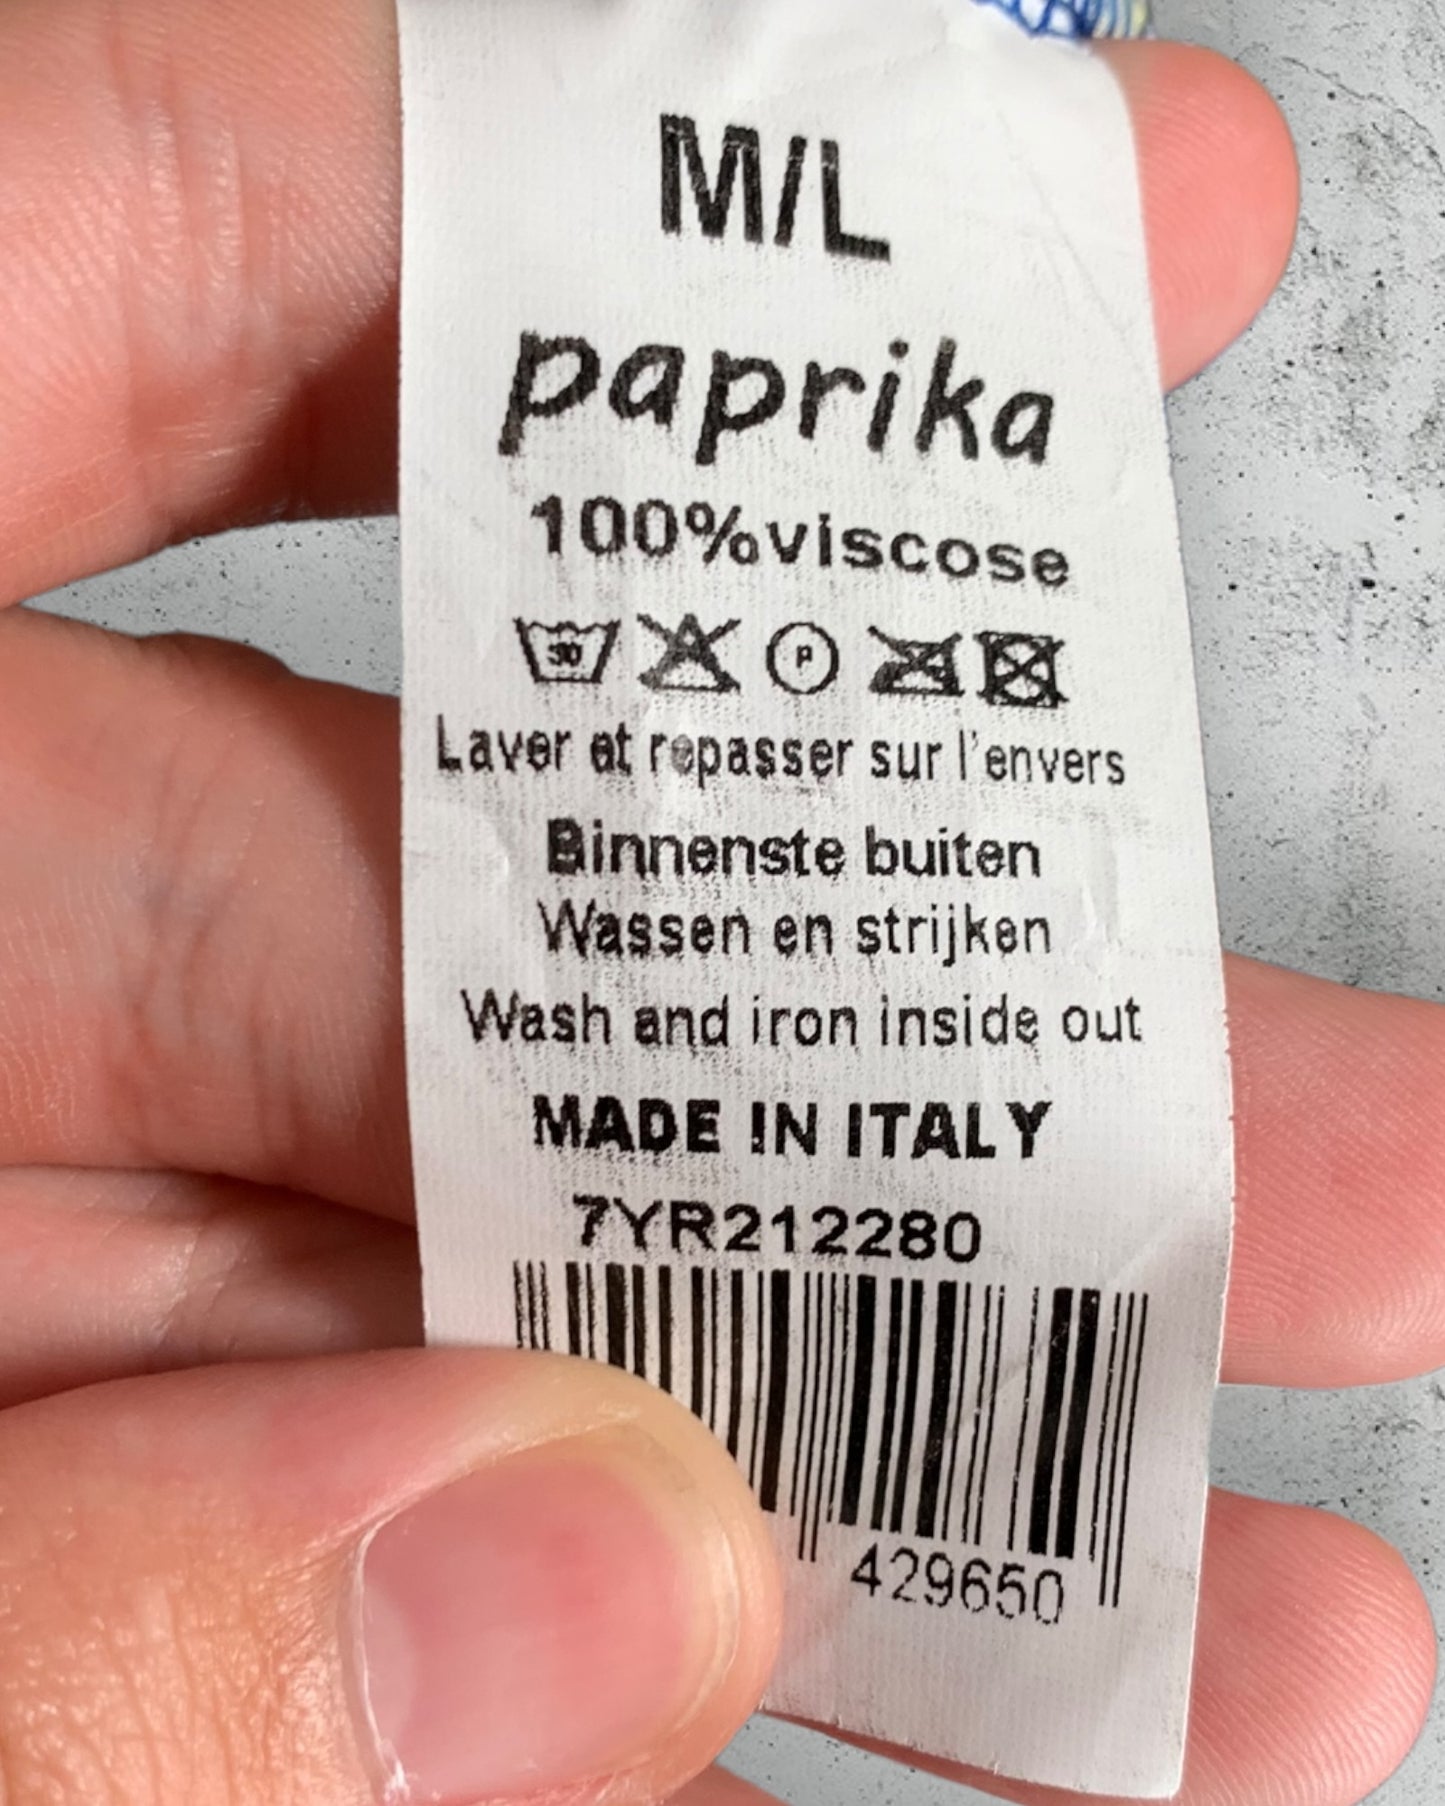 M/L
paprika
100%viscose
30 P
Laver et repasser sur l'envers
Binnenste buiten
Wassen en strijken
Wash and iron inside out
MADE IN ITALY
7YR212280
429650